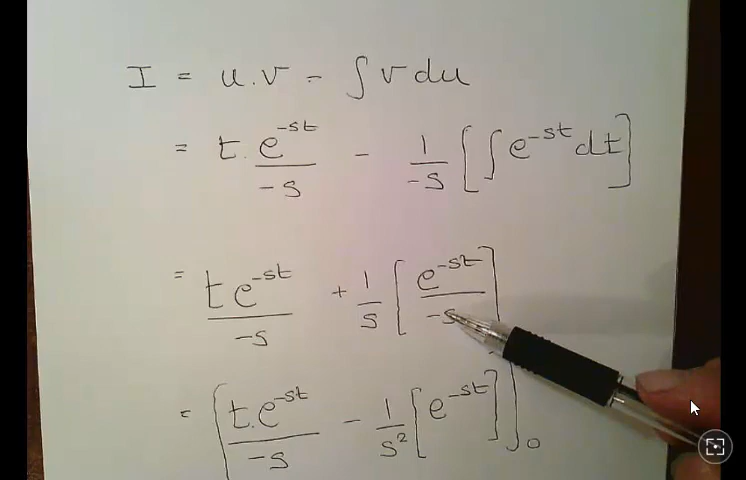 I = u.v - ∫ v du
= t. e^{-st}/-s - 1/-s [∫ e^{-st} dt]
= te^{-st}/-s + 1/s [e^{-st}/-s]
= [t.e^{-st}/-s - 1/s² [e^{-st}]]₀